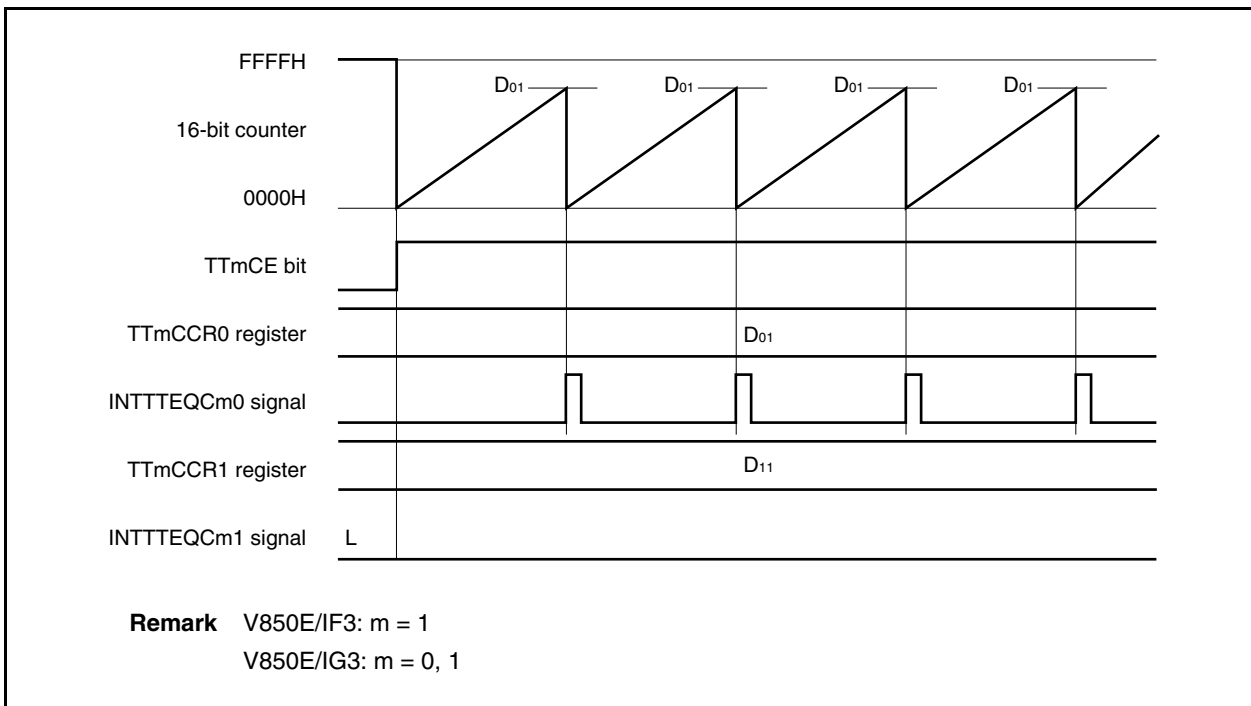 FFFFH
D01 D01 D01 D01
16-bit counter
0000H
TTmCE bit
TTmCCR0 register D01
INTTTEQCm0 signal
TTmCCR1 register D11
INTTTEQCm1 signal L
Remark V850E/IF3: m = 1
V850E/IG3: m = 0, 1